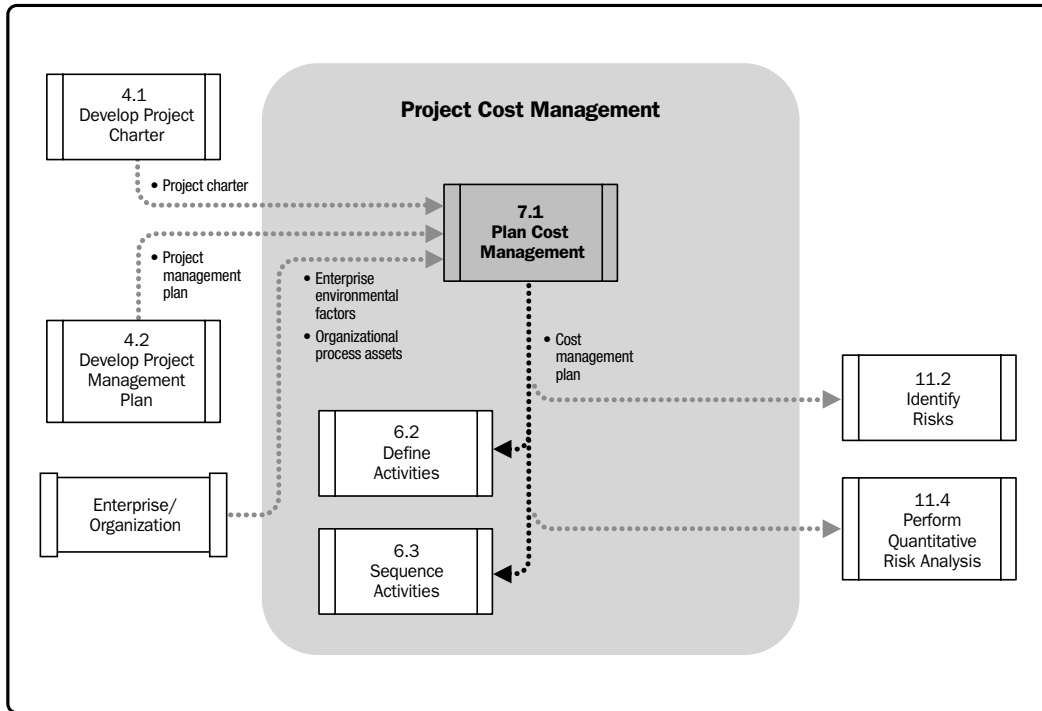 4.1
Develop Project
Charter
Project Cost Management
• Project charter
7.1
Plan Cost
Management
• Project
management
plan
• Enterprise
environmental
factors
• Organizational
process assets
4.2
Develop Project
Management
Plan
• Cost
management
plan
11.2
Identify
Risks
6.2
Define
Activities
Enterprise/
Organization
11.4
Perform
Quantitative
Risk Analysis
6.3
Sequence
Activities